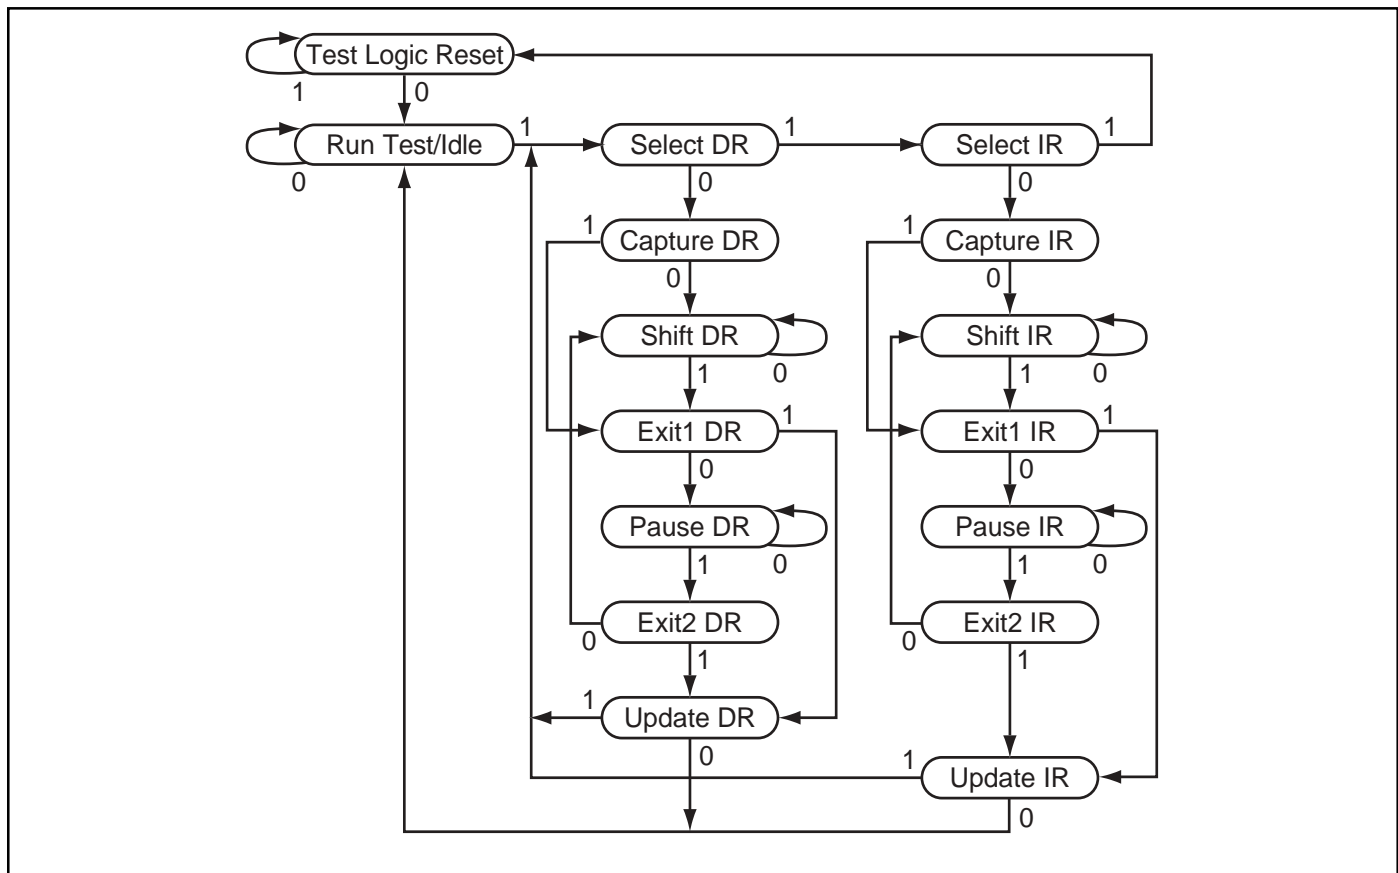 Test Logic Reset
1 0
Run Test/Idle 1 Select DR 1 Select IR 1
0 0 0
1 Capture DR 1 Capture IR
0 0
Shift DR Shift IR
1 0 1 0
Exit1 DR 1 Exit1 IR 1
0 0
Pause DR Pause IR
1 0 1 0
Exit2 DR Exit2 IR
0 1 0 1
1 Update DR
0 1 Update IR
0